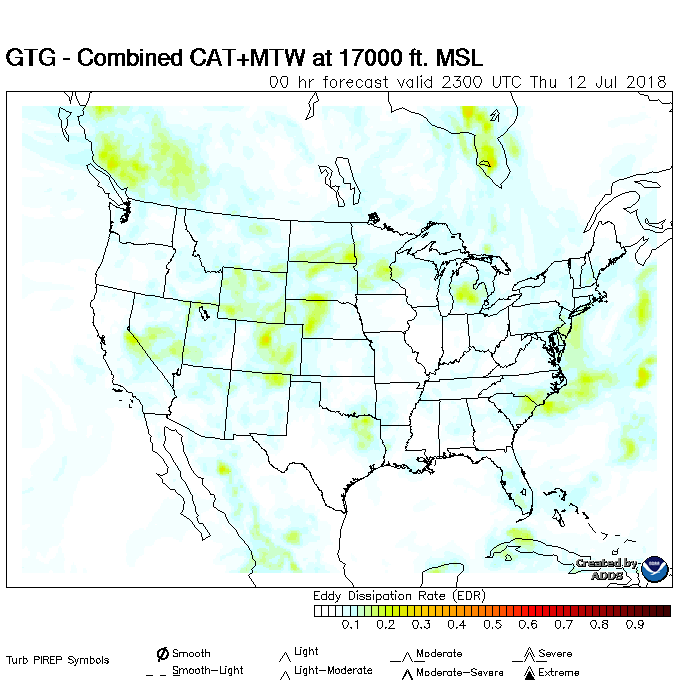 GTG - Combined CAT+MTW at 17000 ft. MSL
00 hr forecast valid 2300 UTC Thu 12 Jul 2018
Created by
ADDS
Eddy Dissipation Rate (EDR)
0.1 0.2 0.3 0.4 0.5 0.6 0.7 0.8 0.9
Turb PIREP Symbols
Smooth Light Moderate Severe
Smooth-Light Light-Moderate Moderate-Severe Extreme